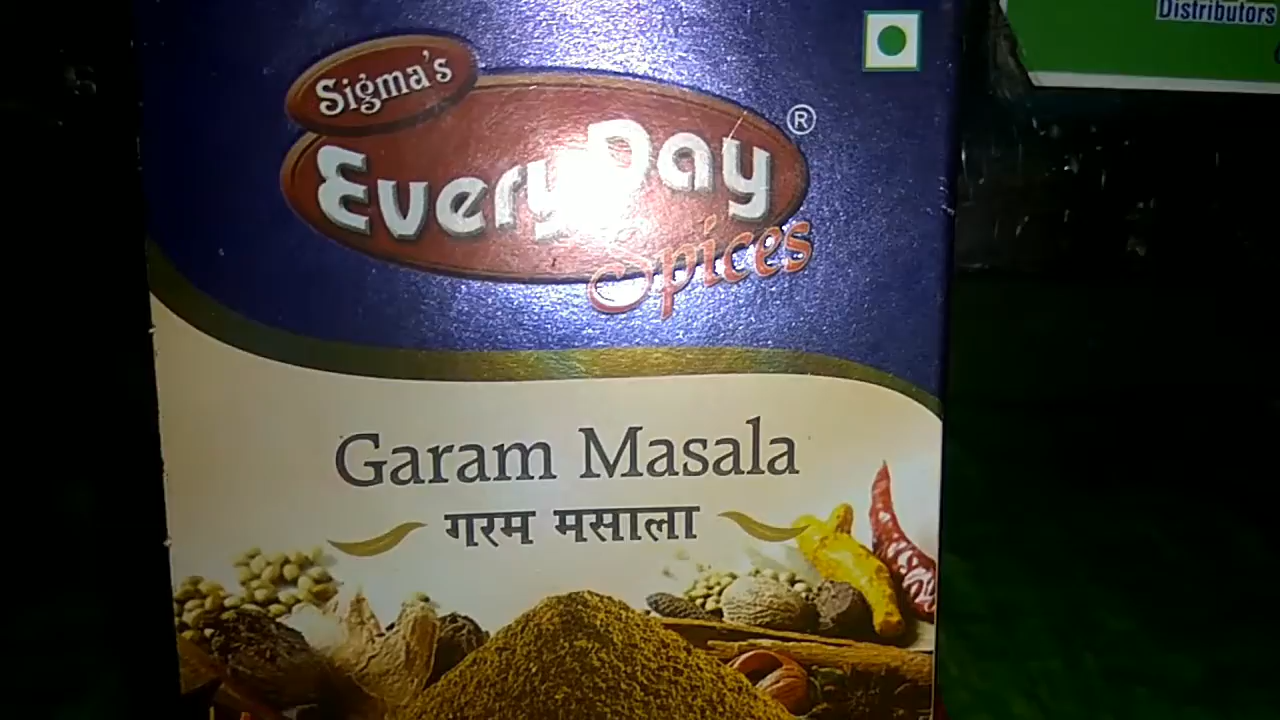 Sigma's
EveryDay
®
Spices
Garam Masala
गरम मसाला
Distributors